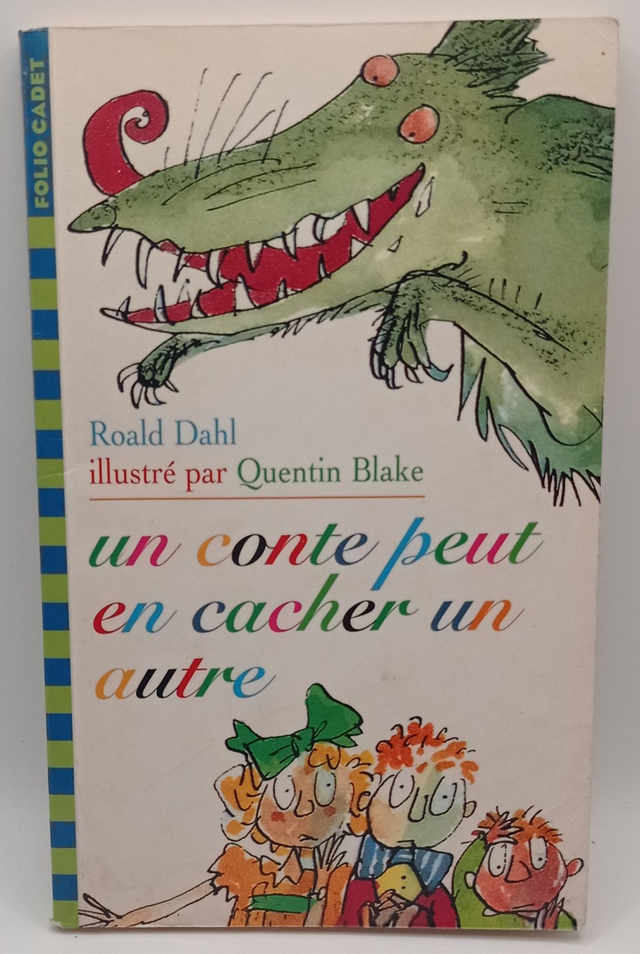 FOLIO CADET
Roald Dahl
illustré par Quentin Blake
un conte peut
en cacher un
autre